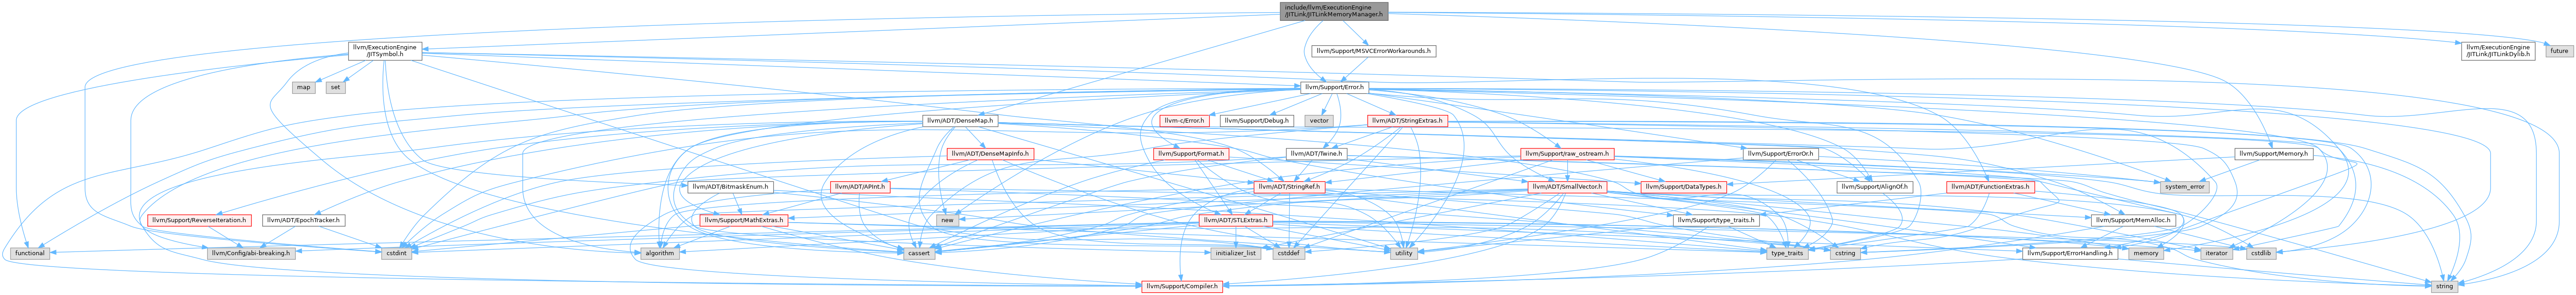 include/llvm/ExecutionEngine
/JITLink/JITLinkMemoryManager.h
llvm/ExecutionEngine
/JITSymbol.h
llvm/Support/MSVCErrorWorkarounds.h
llvm/ExecutionEngine
/JITLink/JITLinkDylib.h
future
map
set
llvm/Support/Error.h
llvm/ADT/DenseMap.h
llvm-c/Error.h
llvm/Support/Debug.h
vector
llvm/ADT/StringExtras.h
llvm/ADT/DenseMapInfo.h
llvm/Support/Format.h
llvm/ADT/Twine.h
llvm/Support/raw_ostream.h
llvm/Support/ErrorOr.h
llvm/Support/Memory.h
llvm/ADT/BitmaskEnum.h
llvm/ADT/APInt.h
llvm/ADT/StringRef.h
llvm/Support/DataTypes.h
llvm/ADT/SmallVector.h
llvm/Support/AlignOf.h
llvm/ADT/FunctionExtras.h
system_error
llvm/Support/ReverseIteration.h
llvm/ADT/EpochTracker.h
llvm/Support/MathExtras.h
new
llvm/ADT/STLExtras.h
llvm/Support/type_traits.h
llvm/Support/MemAlloc.h
functional
llvm/Config/abi-breaking.h
cstdint
algorithm
cassert
initializer_list
cstddef
utility
type_traits
cstring
llvm/Support/ErrorHandling.h
memory
iterator
cstdlib
llvm/Support/Compiler.h
string